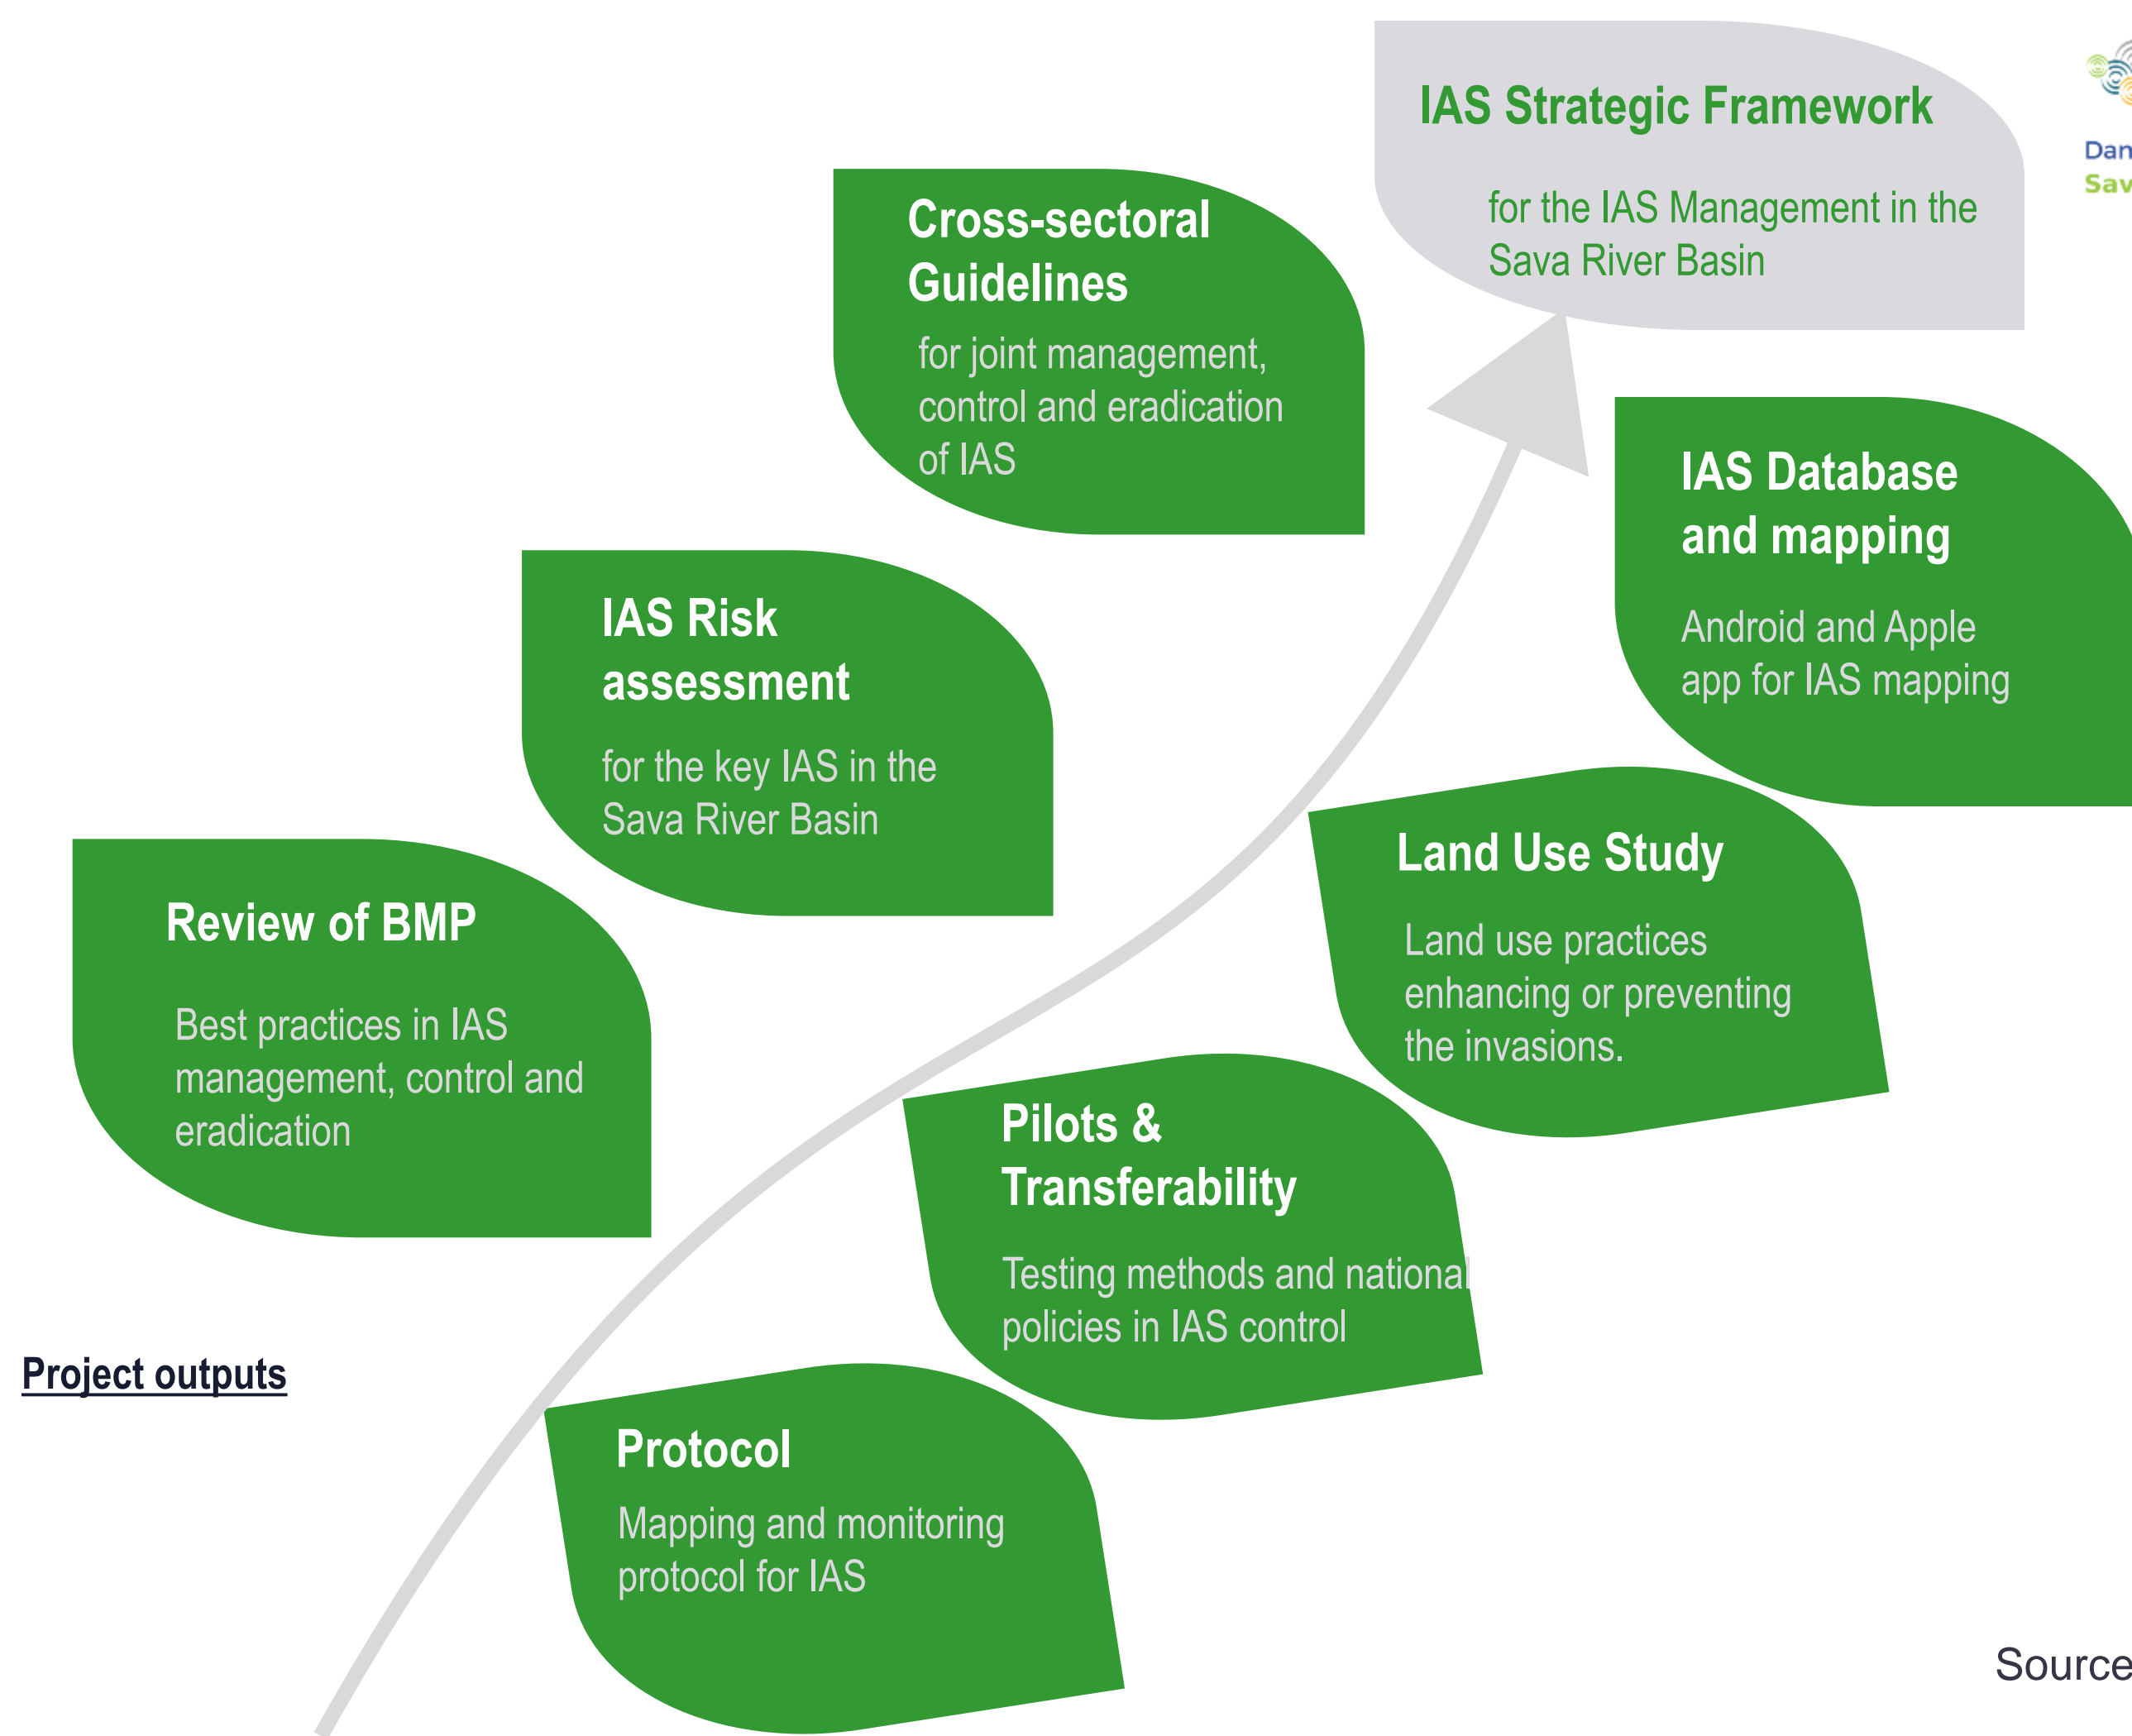 IAS Strategic Framework
for the IAS Management in the
Sava River Basin
Cross-sectoral
Guidelines
for joint management,
control and eradication
of IAS
IAS Database
and mapping
Android and Apple
app for IAS mapping
IAS Risk
assessment
for the key IAS in the
Sava River Basin
Land Use Study
Land use practices
enhancing or preventing
the invasions.
Review of BMP
Best practices in IAS
management, control and
eradication
Pilots &
Transferability
Testing methods and national
policies in IAS control
Project outputs
Protocol
Mapping and monitoring
protocol for IAS
Source